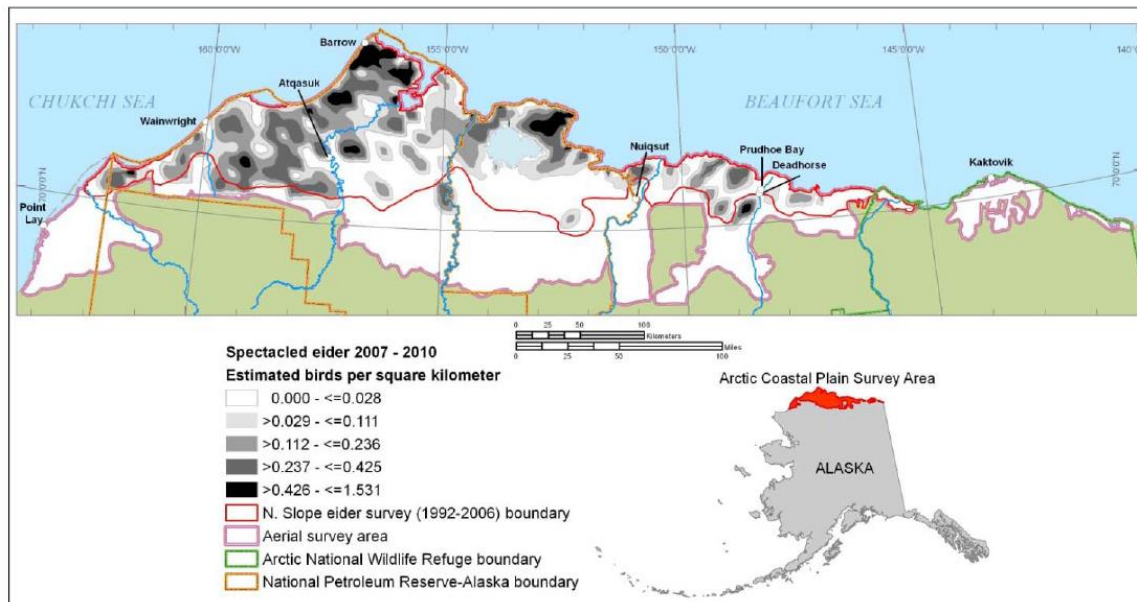 160°0'0"W
155°0'0"W
150°0'0"W
145°0'0"W
140°0'
Barrow
Atqasuk
CHUKCHI SEA
BEAUFORT SEA
Wainwright
Nuiqsut
Prudhoe Bay
Deadhorse
Kaktovik
70°0'0"N
70°0'0"N
Point
Lay
0 25 50 100
Kilometers
0 25 50 100
Miles
Spectacled eider 2007 - 2010
Estimated birds per square kilometer
0.000 - <=0.028
>0.029 - <=0.111
>0.112 - <=0.236
>0.237 - <=0.425
>0.426 - <=1.531
N. Slope eider survey (1992-2006) boundary
Aerial survey area
Arctic National Wildlife Refuge boundary
National Petroleum Reserve-Alaska boundary
Arctic Coastal Plain Survey Area
ALASKA